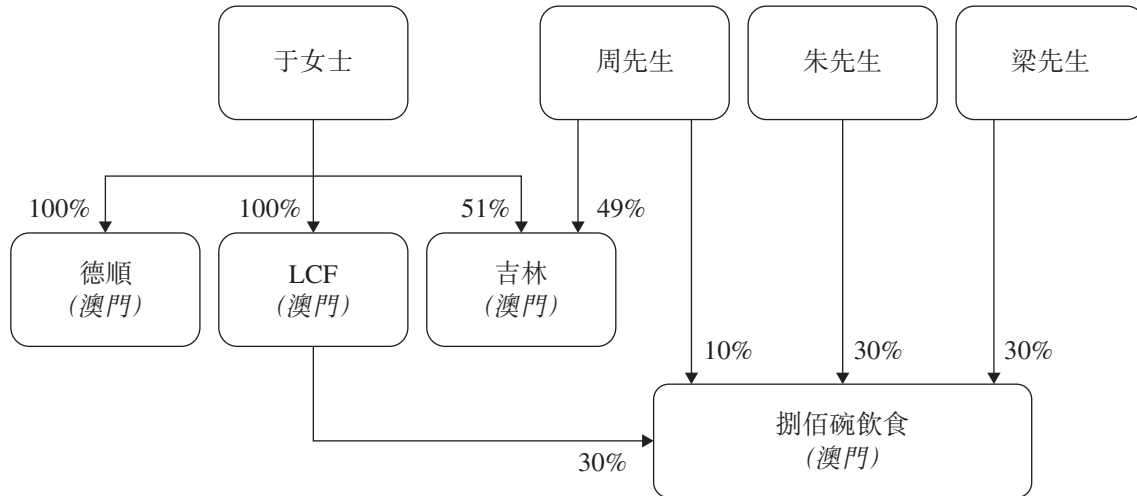 于女士
周先生
朱先生
梁先生
100%
100%
51%
49%
德順
(澳門)
LCF
(澳門)
吉林
(澳門)
10%
30%
30%
捌佰碗飲食
(澳門)
30%